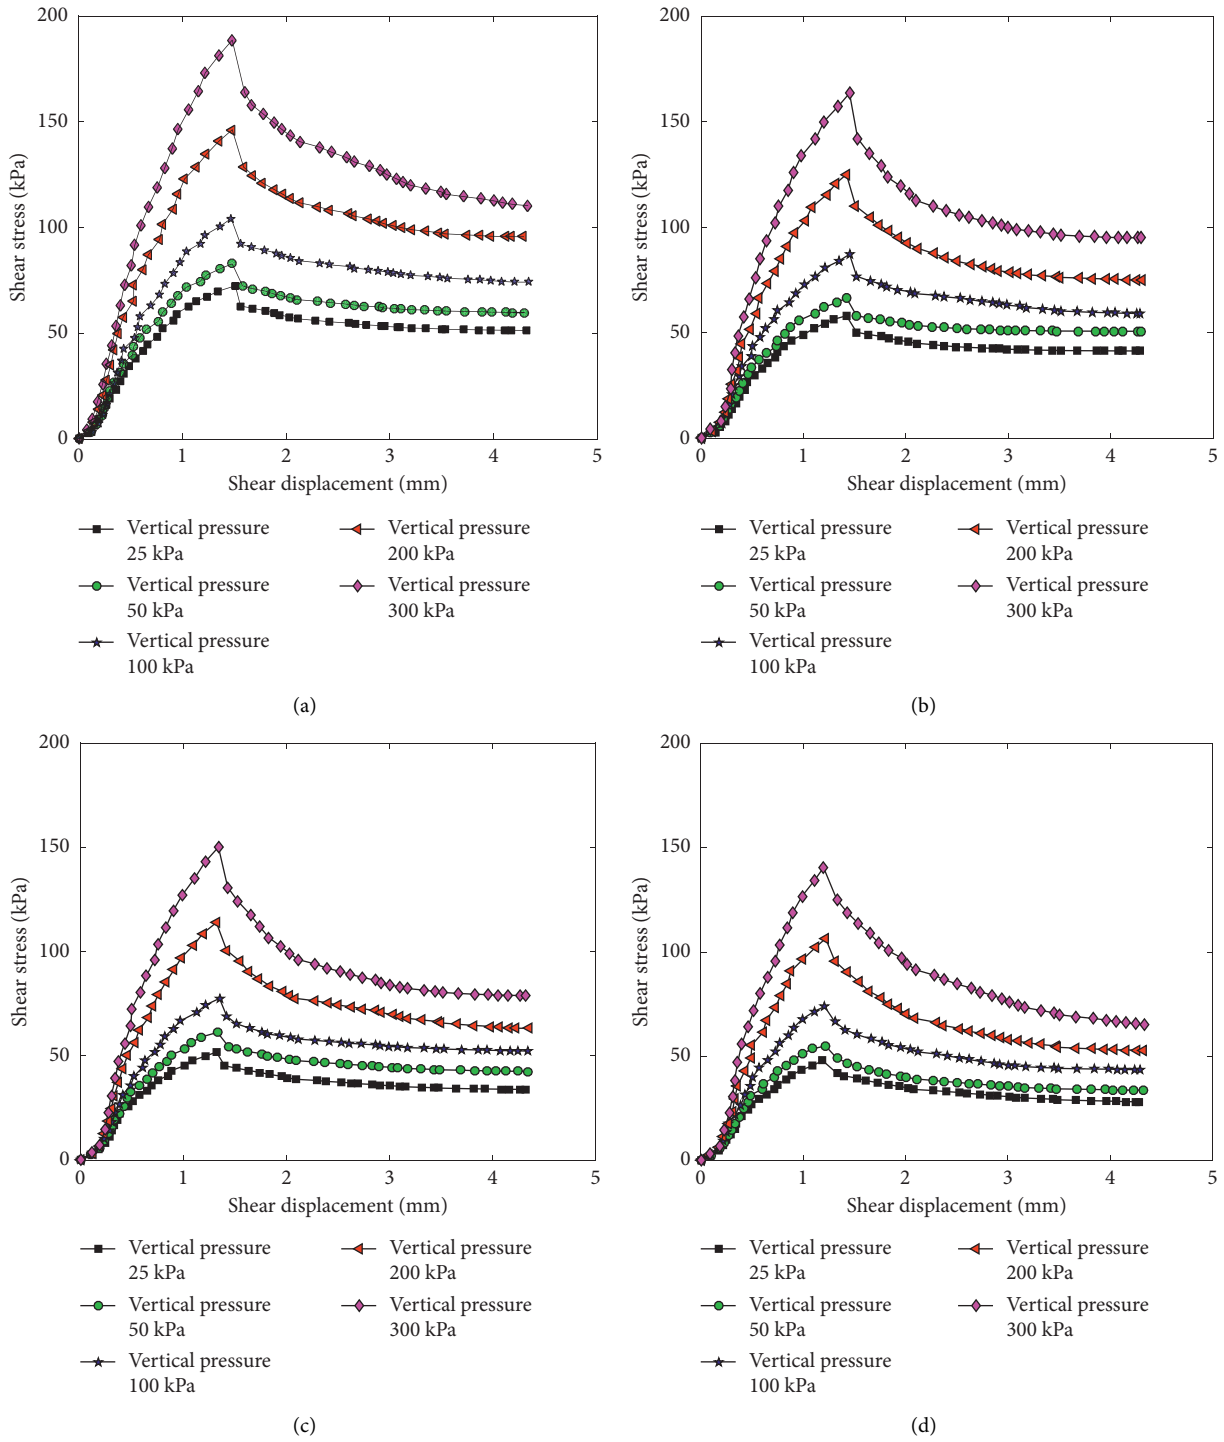 200
150
100
50
0
Shear stress (kPa)
0 1 2 3 4 5
Shear displacement (mm)
Vertical pressure
25 kPa
Vertical pressure
50 kPa
Vertical pressure
100 kPa
Vertical pressure
200 kPa
Vertical pressure
300 kPa
(a)
200
150
100
50
0
Shear stress (kPa)
0 1 2 3 4 5
Shear displacement (mm)
Vertical pressure
25 kPa
Vertical pressure
50 kPa
Vertical pressure
100 kPa
Vertical pressure
200 kPa
Vertical pressure
300 kPa
(b)
200
150
100
50
0
Shear stress (kPa)
0 1 2 3 4 5
Shear displacement (mm)
Vertical pressure
25 kPa
Vertical pressure
50 kPa
Vertical pressure
100 kPa
Vertical pressure
200 kPa
Vertical pressure
300 kPa
(c)
200
150
100
50
0
Shear stress (kPa)
0 1 2 3 4 5
Shear displacement (mm)
Vertical pressure
25 kPa
Vertical pressure
50 kPa
Vertical pressure
100 kPa
Vertical pressure
200 kPa
Vertical pressure
300 kPa
(d)